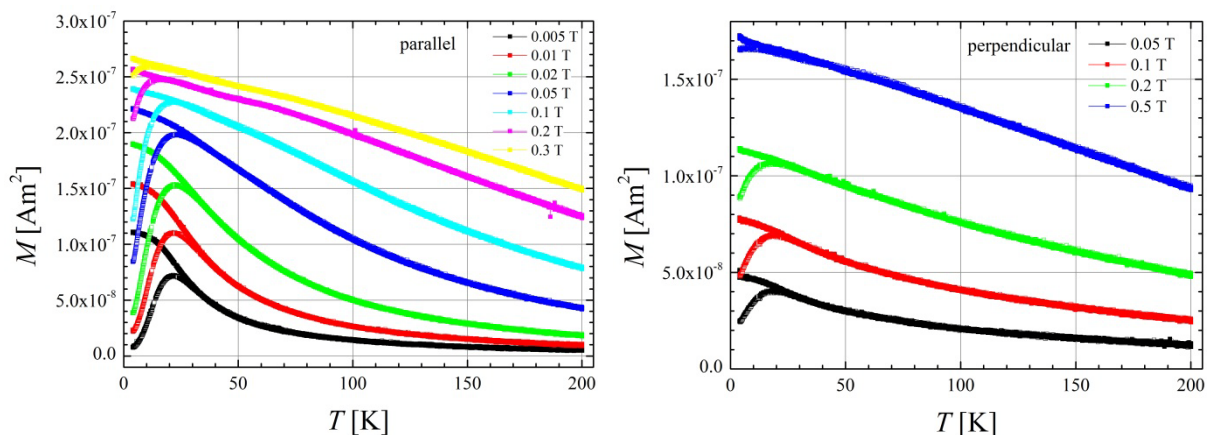 3.0x10⁻⁷
2.5x10⁻⁷
2.0x10⁻⁷
1.5x10⁻⁷
1.0x10⁻⁷
5.0x10⁻⁸
0.0
M [Am²]
parallel
0.005 T
0.01 T
0.02 T
0.05 T
0.1 T
0.2 T
0.3 T
0 50 100 150 200
T [K]
1.5x10⁻⁷
1.0x10⁻⁷
5.0x10⁻⁸
0.0
M [Am²]
perpendicular
0.05 T
0.1 T
0.2 T
0.5 T
0 50 100 150 200
T [K]